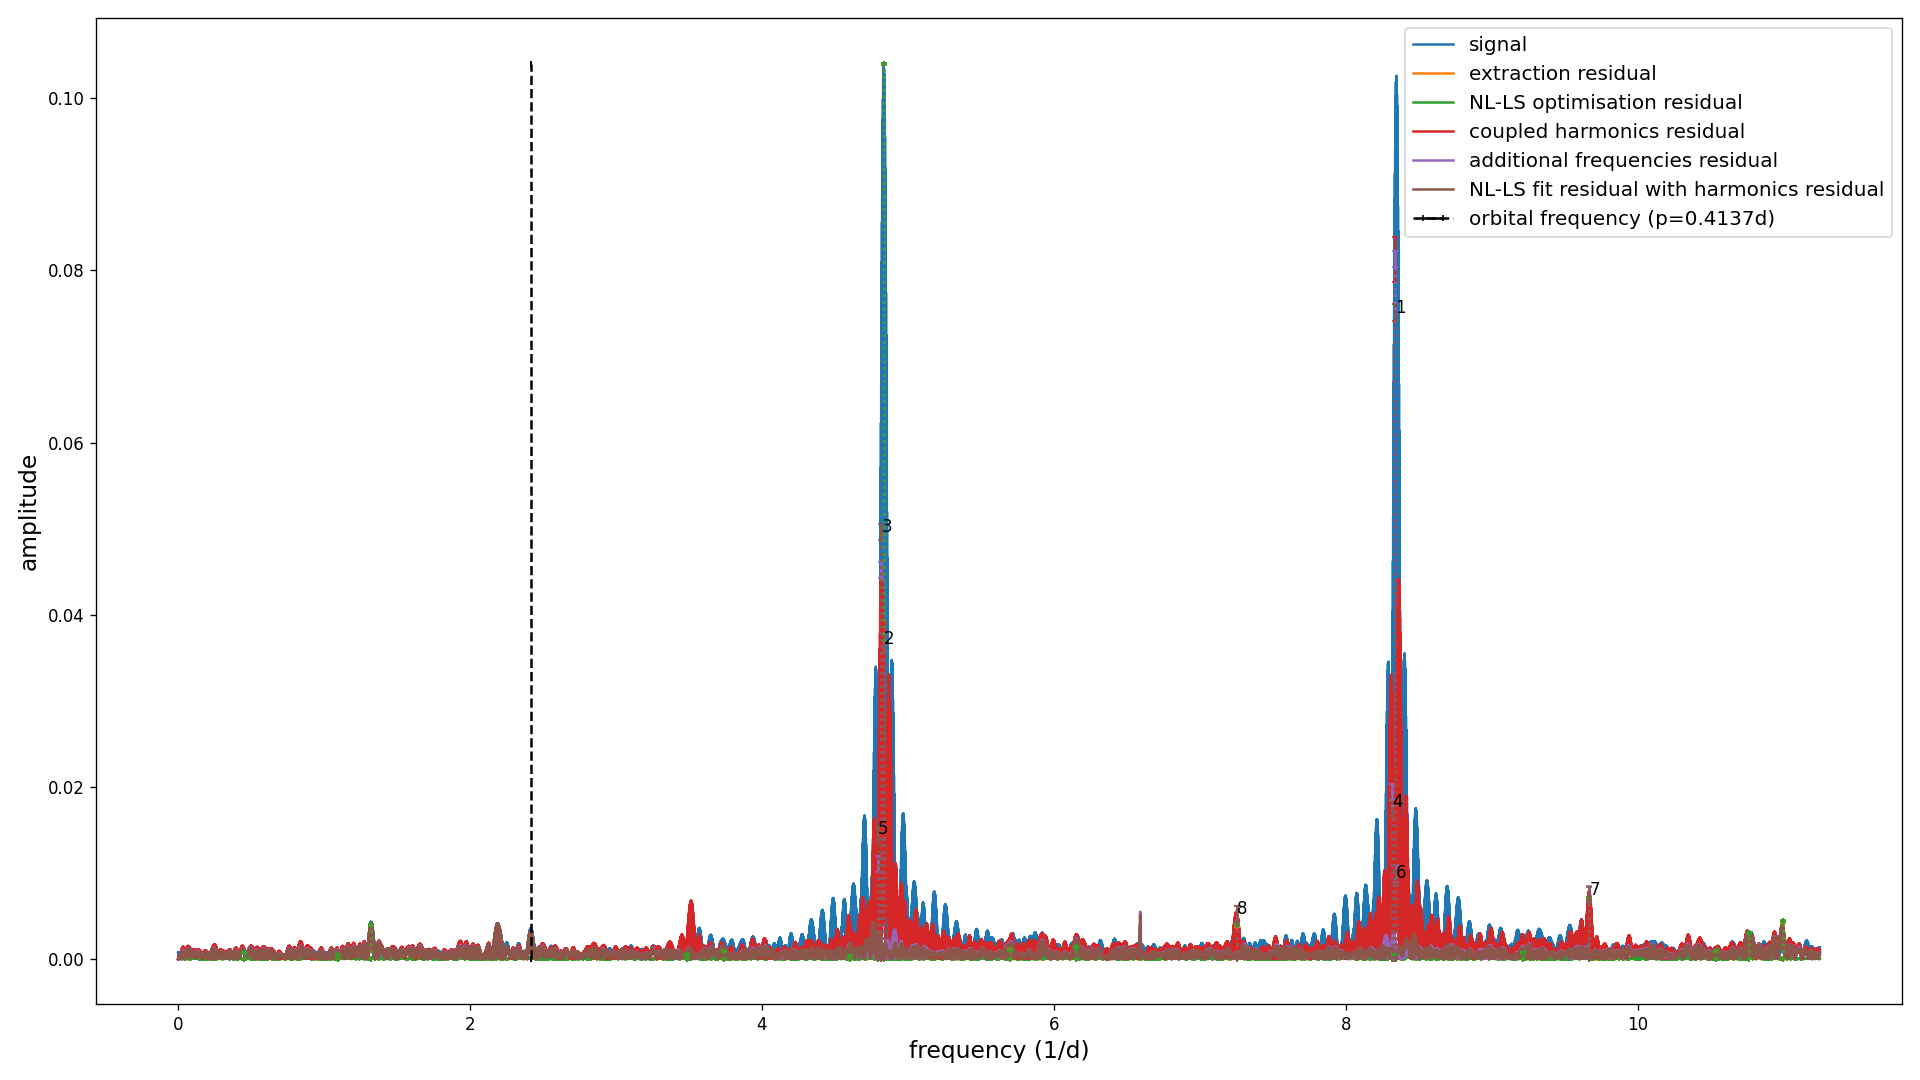 signal
extraction residual
NL-LS optimisation residual
coupled harmonics residual
additional frequencies residual
NL-LS fit residual with harmonics residual
orbital frequency (p=0.4137d)
amplitude
0.10
0.08
0.06
0.04
0.02
0.00
1
3
2
4
5
6
7
8
0
2
4
6
8
10
frequency (1/d)